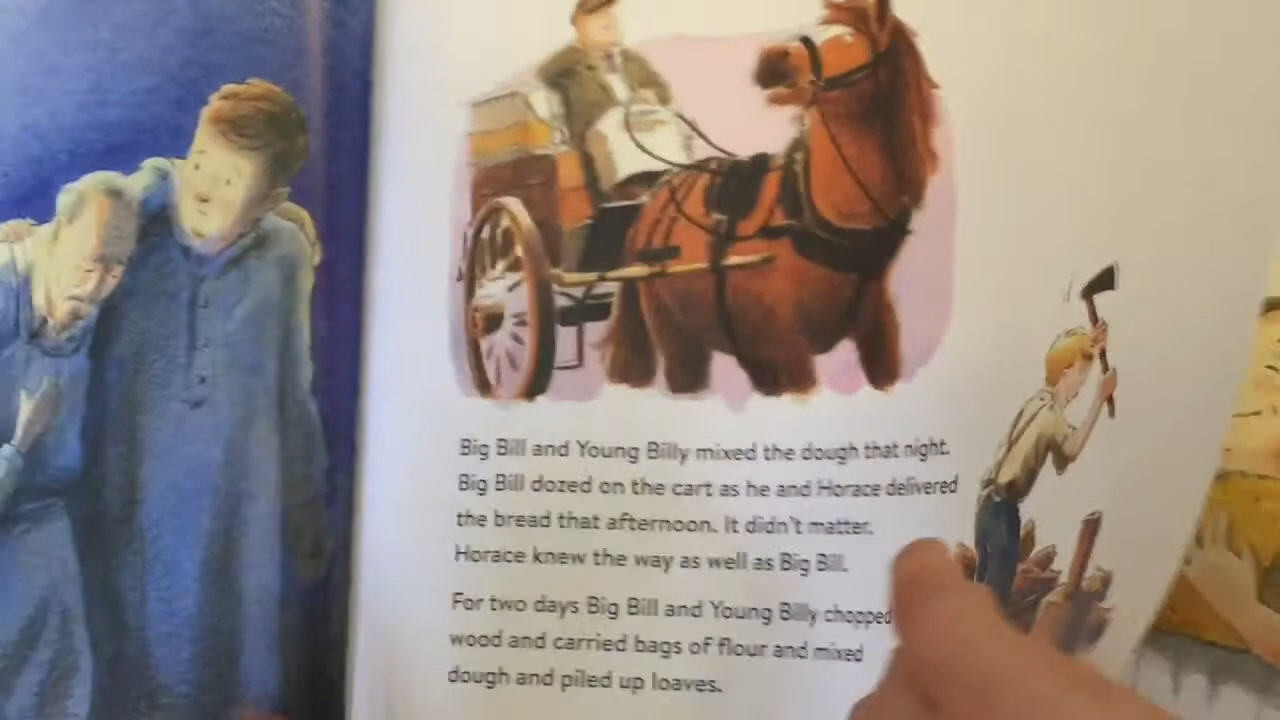 Big Bill and Young Billy mixed the dough that night.
Big Bill dozed on the cart as he and Horace delivered
the bread that afternoon. It didn't matter.
Horace knew the way as well as Big Bill.
For two days Big Bill and Young Billy chopped
wood and carried bags of flour and mixed
dough and piled up loaves.